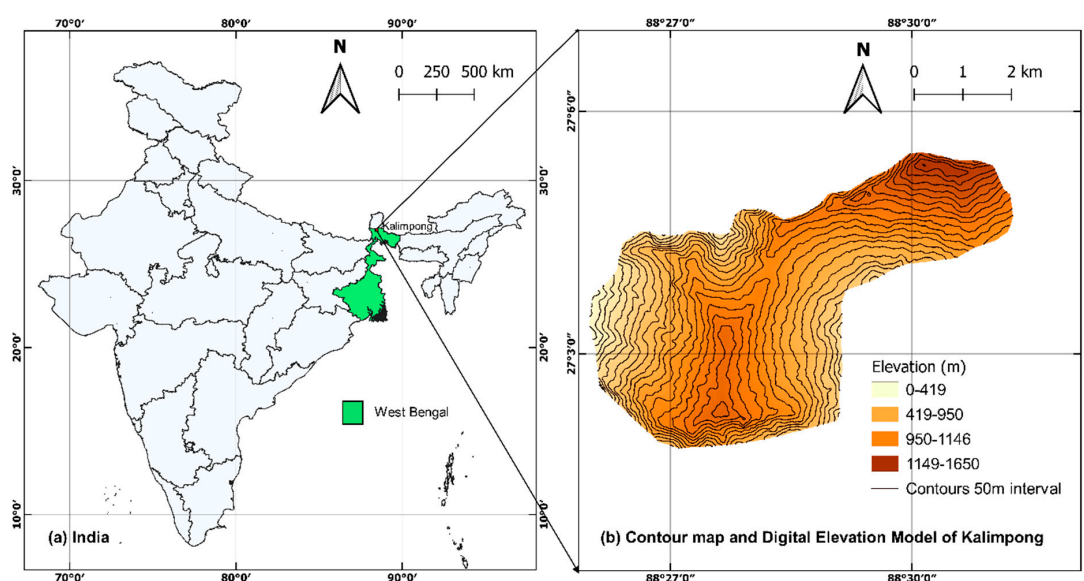 70°0′ 80°0′ 90°0′
N
0 250 500 km
30°0′ 30°0′
Kalimpong
20°0′ 20°0′
West Bengal
10°0′ 10°0′
(a) India
70°0′ 80°0′ 90°0′
88°27′0″ 88°30′0″
N
0 1 2 km
27°6′0″
27°3′0″
Elevation (m)
0-419
419-950
950-1146
1149-1650
Contours 50m interval
(b) Contour map and Digital Elevation Model of Kalimpong
88°27′0″ 88°30′0″